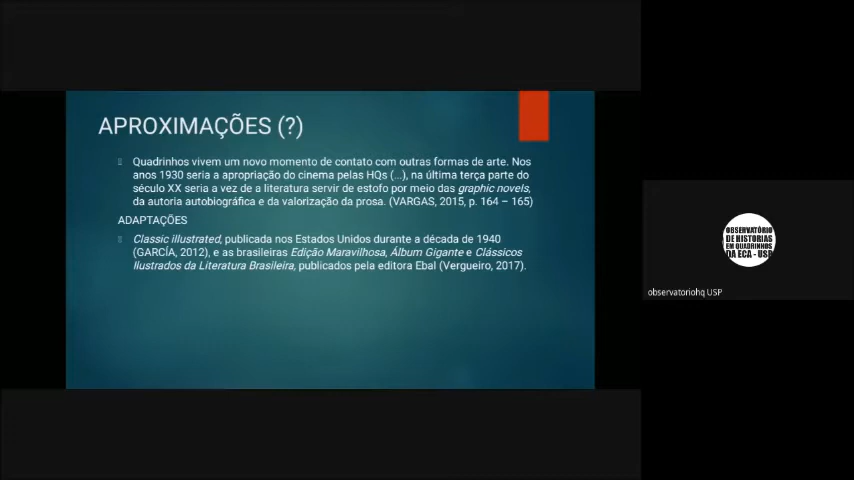 APROXIMAÇÕES (?)
Quadrinhos vivem um novo momento de contato com outras formas de arte. Nos
anos 1930 seria a apropriação do cinema pelas HQs (...), na última terça parte do
século XX seria a vez de a literatura servir de estofo por meio das graphic novels,
da autoria autobiográfica e da valorização da prosa. (VARGAS, 2015, p. 164 – 165)
ADAPTAÇÕES
Classic illustrated, publicada nos Estados Unidos durante a década de 1940
(GARCÍA, 2012), e as brasileiras Edição Maravilhosa, Álbum Gigante e Clássicos
Ilustrados da Literatura Brasileira, publicados pela editora Ebal (Vergueiro, 2017).
OBSERVATÓRIO
DE HISTORIAS
EM QUADRINHOS
DA ECA - USP
observatoriohq USP